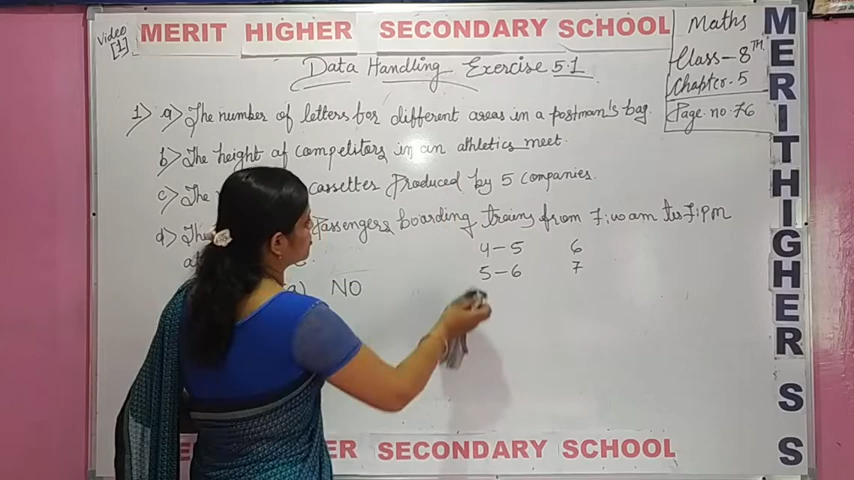 Video [1]
MERIT HIGHER SECONDARY SCHOOL
Maths
Class - 8TH
Chapter. 5
Page no. 76
Data Handling Exercise 5.1
1> a> The number of letters for different areas in a postman's bag.
b> The height of competitors in an athletics meet.
c> The cassettes Produced by 5 companies.
d> The Passengers boarding trains from 7:00 am to 7:pm
a
4-5 6
5-6 7
a) NO
ER SECONDARY SCHOOL
MERIT HIGHER S S